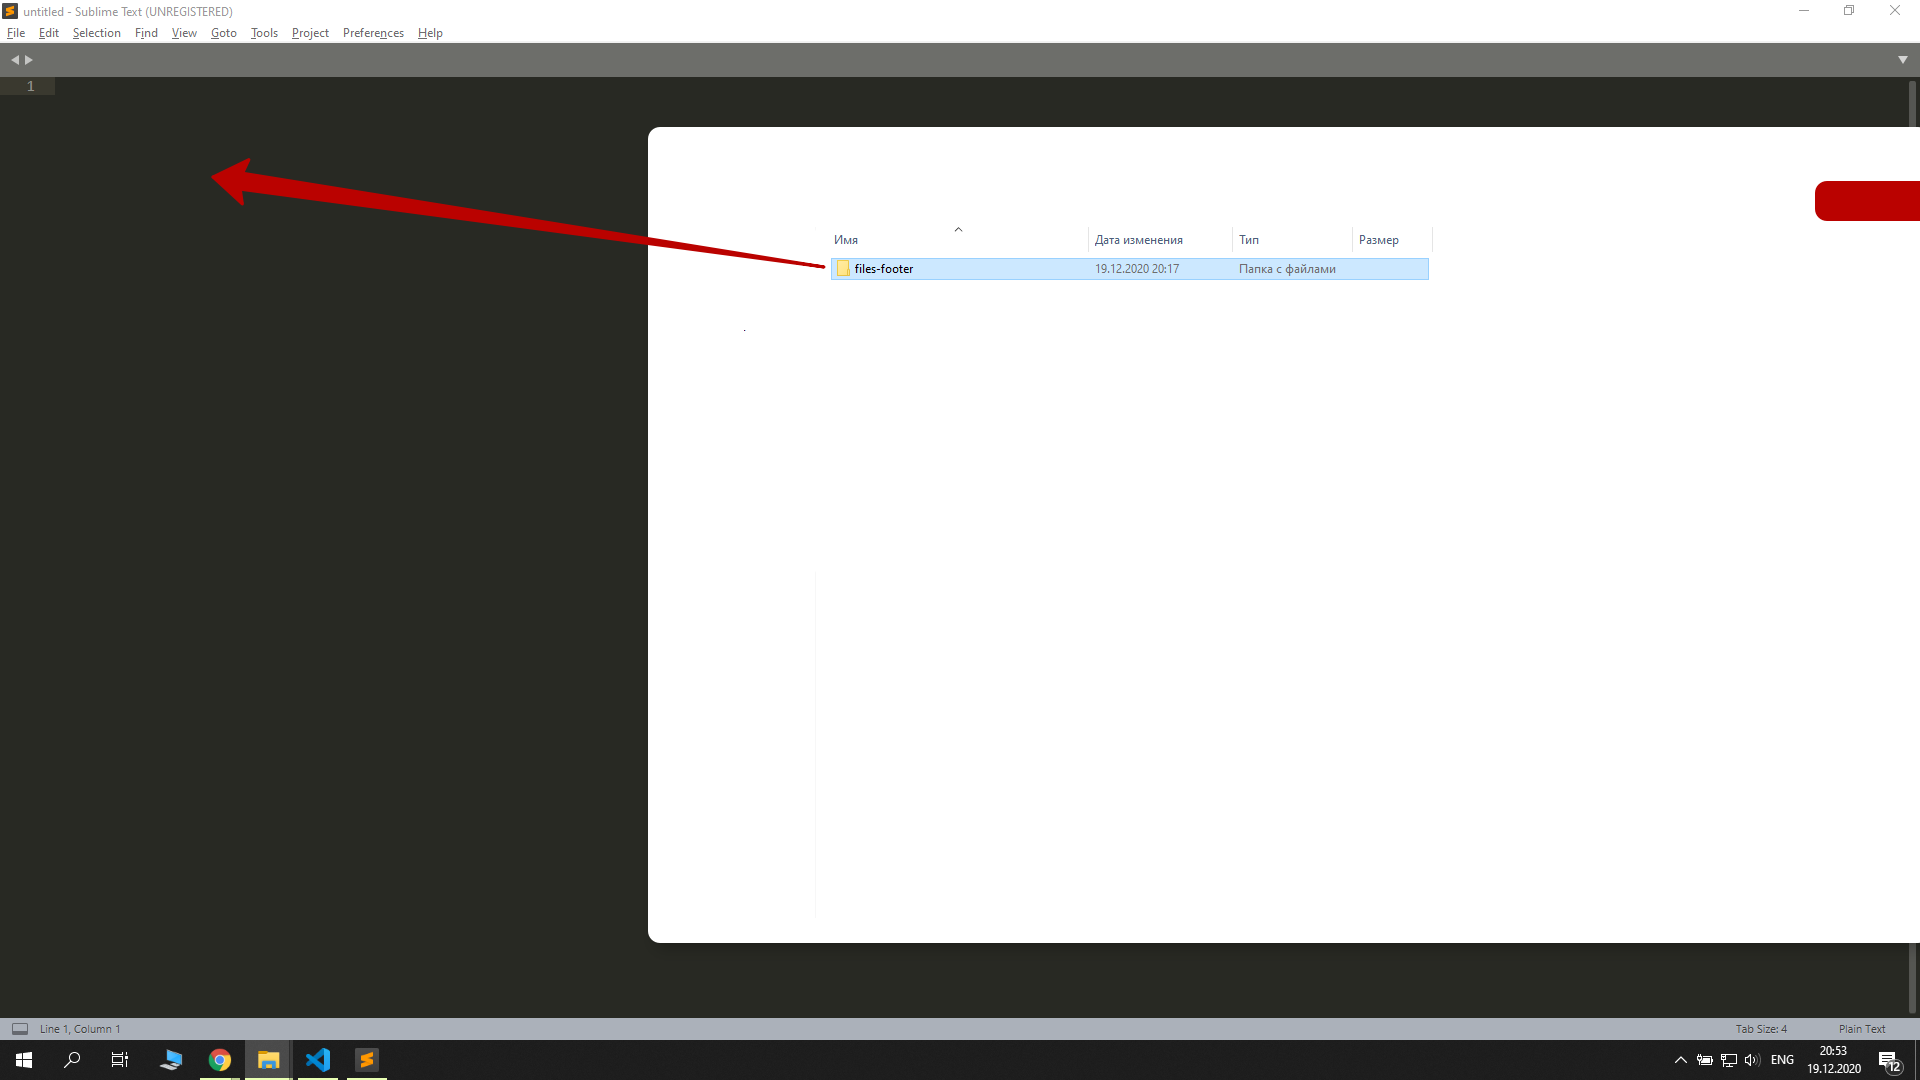 untitled - Sublime Text (UNREGISTERED)
File Edit Selection Find View Goto Tools Project Preferences Help
1
Имя Дата изменения Тип Размер
files-footer 19.12.2020 20:17 Папка с файлами
Line 1, Column 1 Tab Size: 4 Plain Text
ENG 20:53
19.12.2020
12